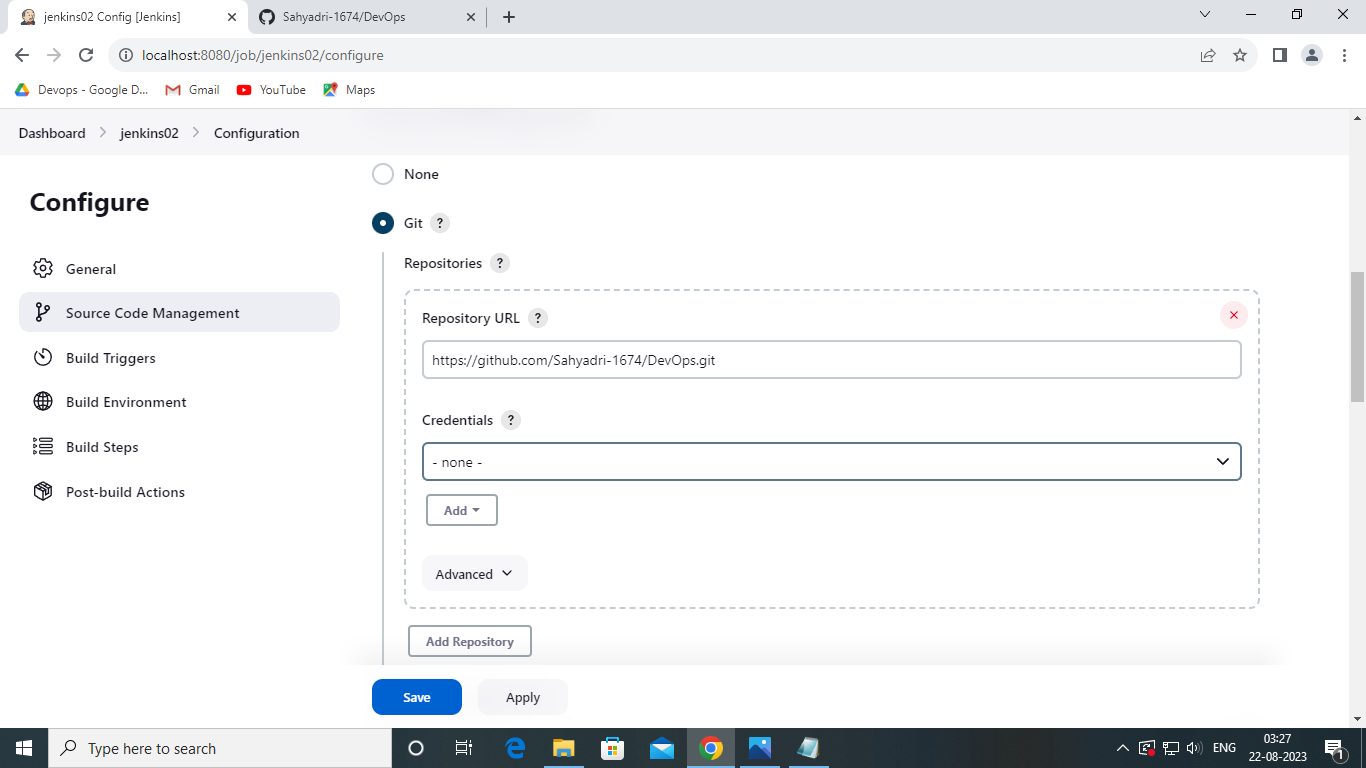 jenkins02 Config [Jenkins]
Sahyadri-1674/DevOps
localhost:8080/job/jenkins02/configure
Devops - Google D...
Gmail
YouTube
Maps
Dashboard
jenkins02
Configuration
Configure
General
Source Code Management
Build Triggers
Build Environment
Build Steps
Post-build Actions
None
Git ?
Repositories ?
Repository URL ?
https://github.com/Sahyadri-1674/DevOps.git
Credentials ?
- none -
Add
Advanced
Add Repository
Save
Apply
Type here to search
ENG
03:27
22-08-2023
1